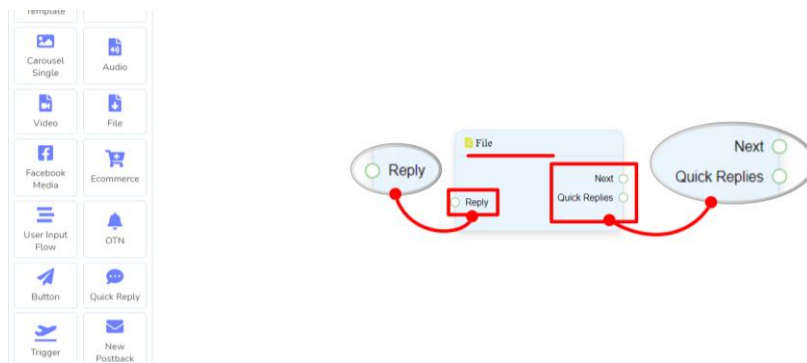 Template
Carousel
Single
Audio
Video
File
Facebook
Media
Ecommerce
User Input
Flow
OTN
Button
Quick Reply
Trigger
New
Postback
Reply
File
Reply
Next
Quick Replies
Next
Quick Replies